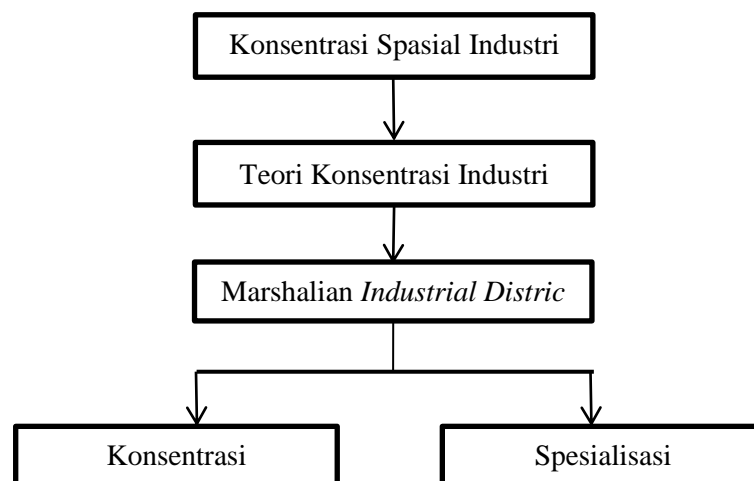 Konsentrasi Spasial Industri
Teori Konsentrasi Industri
Marshalian Industrial Distric
Konsentrasi
Spesialisasi